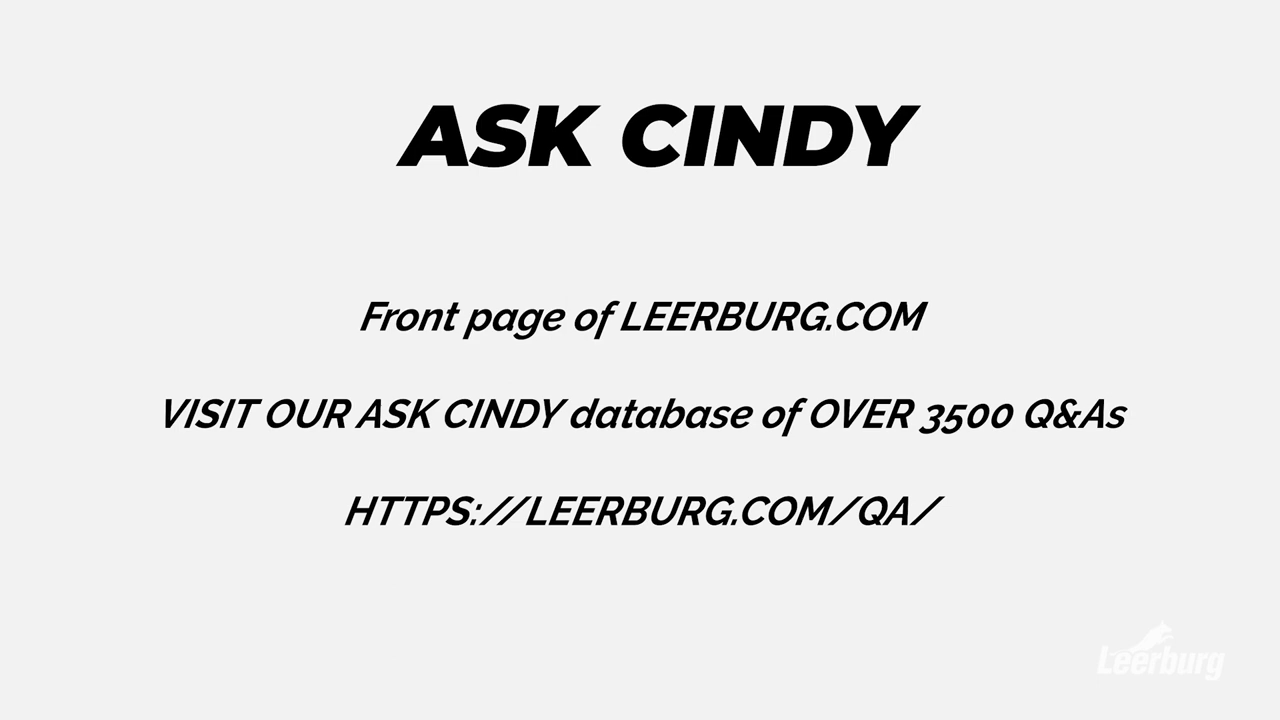 ASK CINDY
Front page of LEERBURG.COM
VISIT OUR ASK CINDY database of OVER 3500 Q&As
HTTPS://LEERBURG.COM/QA/
Leerburg